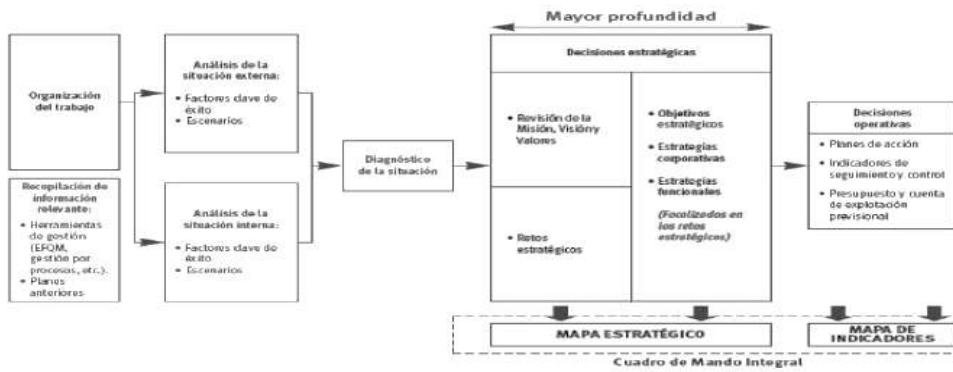 Mayor profundidad
Organización
del trabajo
Recopilación de
información
relevante:
• Herramientas
de gestión
(EFQM,
gestión por
procesos, etc.).
• Planes
anteriores
Análisis de la
situación externa:
• Factores clave de
éxito
• Escenarios
Análisis de la
situación interna:
• Factores clave de
éxito
• Escenarios
Diagnóstico
de la situación
Decisiones estratégicas
• Revisión de la
Misión, Visión y
Valores
• Retos
estratégicos
• Objetivos
estratégicos
• Estrategias
corporativas
• Estrategias
funcionales
(Focalizados en
los retos
estratégicos)
Decisiones
operativas
• Planes de acción
• Indicadores de
seguimiento y control
• Presupuesto y cuenta
de explotación
previsional
MAPA ESTRATÉGICO
MAPA DE
INDICADORES
Cuadro de Mando Integral